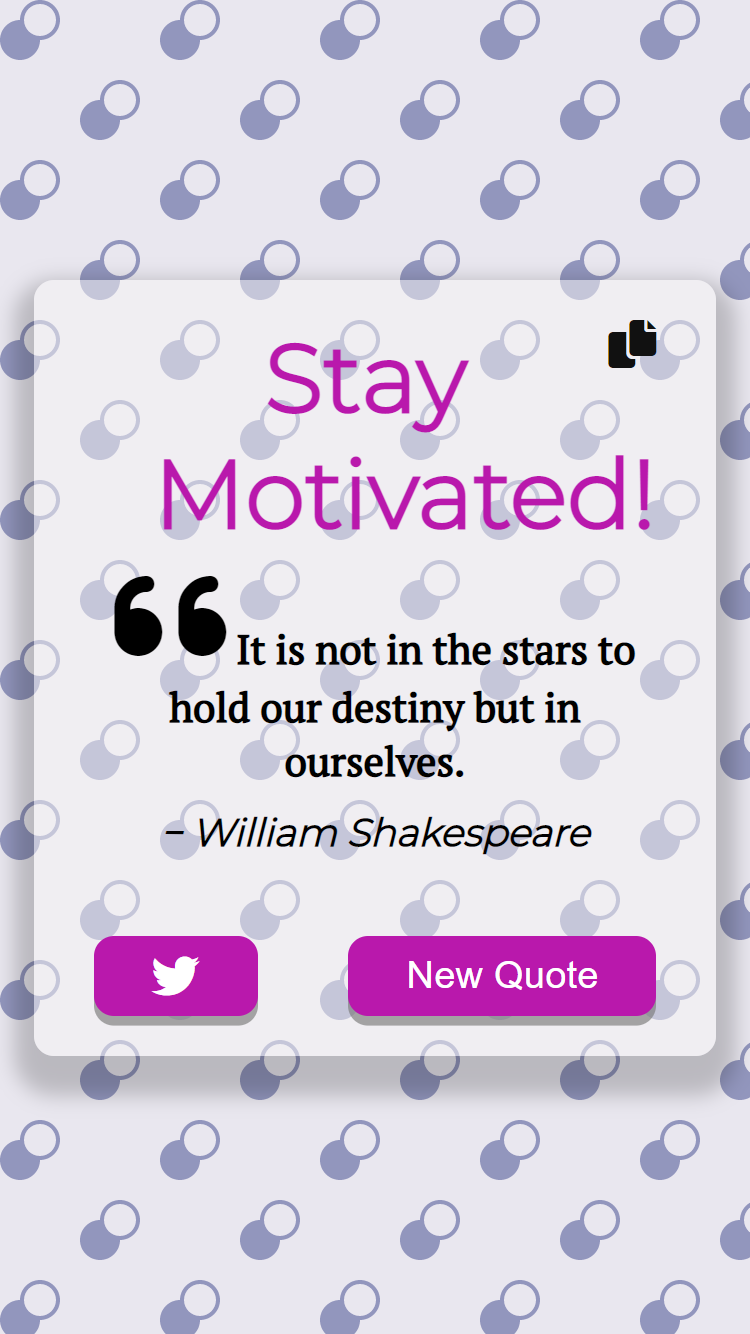 Stay
Motivated!
“ It is not in the stars to
hold our destiny but in
ourselves.
– William Shakespeare
New Quote